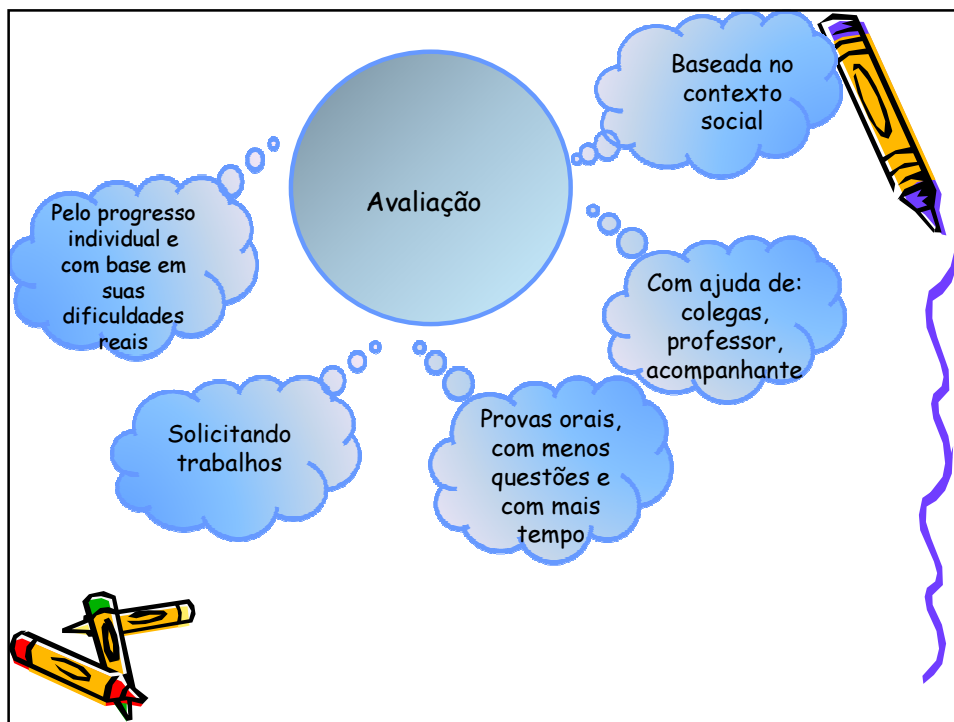 Avaliação
Baseada no
contexto
social
Com ajuda de:
colegas,
professor,
acompanhante
Provas orais,
com menos
questões e
com mais
tempo
Solicitando
trabalhos
Pelo progresso
individual e
com base em
suas
dificuldades
reais